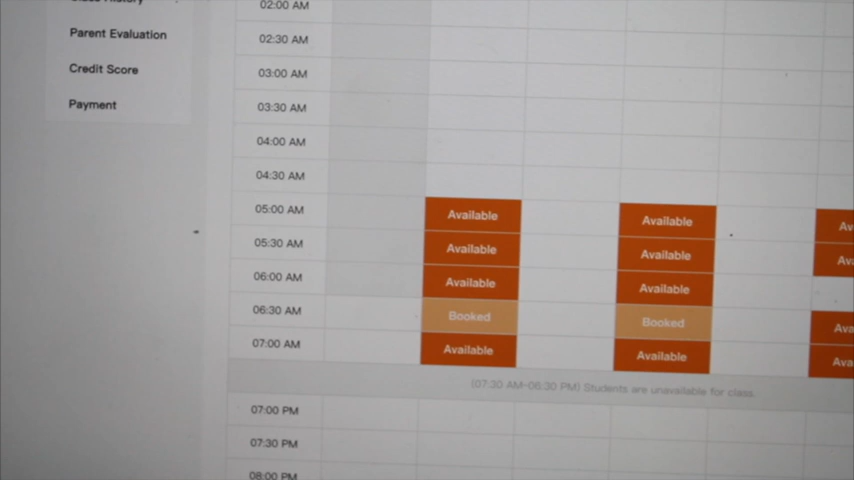 02:00 AM
Parent Evaluation
02:30 AM
Credit Score
03:00 AM
Payment
03:30 AM
04:00 AM
04:30 AM
05:00 AM Available Available
05:30 AM Available Available
06:00 AM Available Available
06:30 AM Booked Booked
07:00 AM Available Available
(07:30 AM-06:30 PM) Students are unavailable for class.
07:00 PM
07:30 PM
08:00 PM